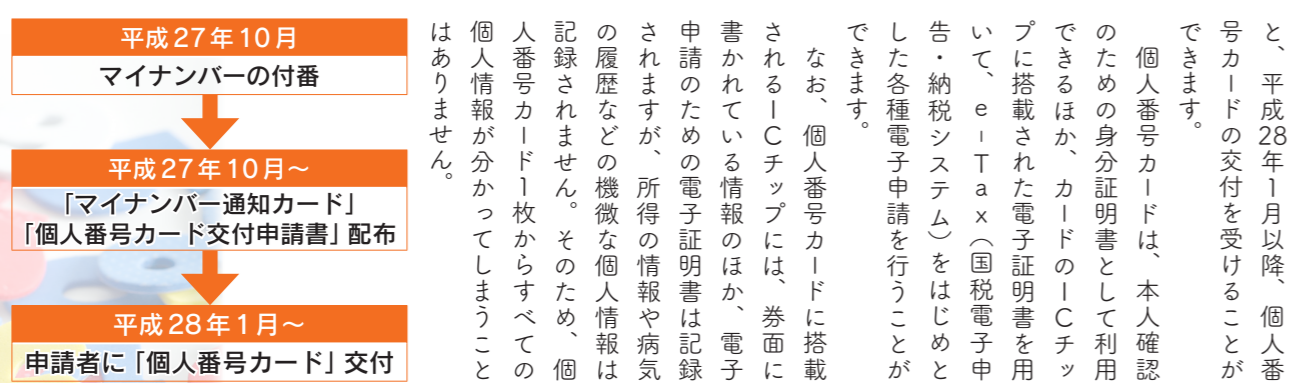 と、平成28年1月以降、個人番
号カードの交付を受けることが
できます。
個人番号カードは、本人確認
のための身分証明書として利用
できるほか、カードのICチッ
プに搭載された電子証明書を用
いて、e-Tax(国税電子申
告・納税システム)をはじめと
した各種電子申請を行うことが
できます。
なお、個人番号カードに搭載
されるICチップには、券面に
書かれている情報のほか、電子
申請のための電子証明書は記録
されますが、所得の情報や病気
の履歴などの機微な個人情報は
記録されません。そのため、個
人番号カード1枚からすべての
個人情報が分かってしまうこと
はありません。
平成27年10月
マイナンバーの付番
平成27年10月~
「マイナンバー通知カード」
「個人番号カード交付申請書」配布
平成28年1月~
申請者に「個人番号カード」交付